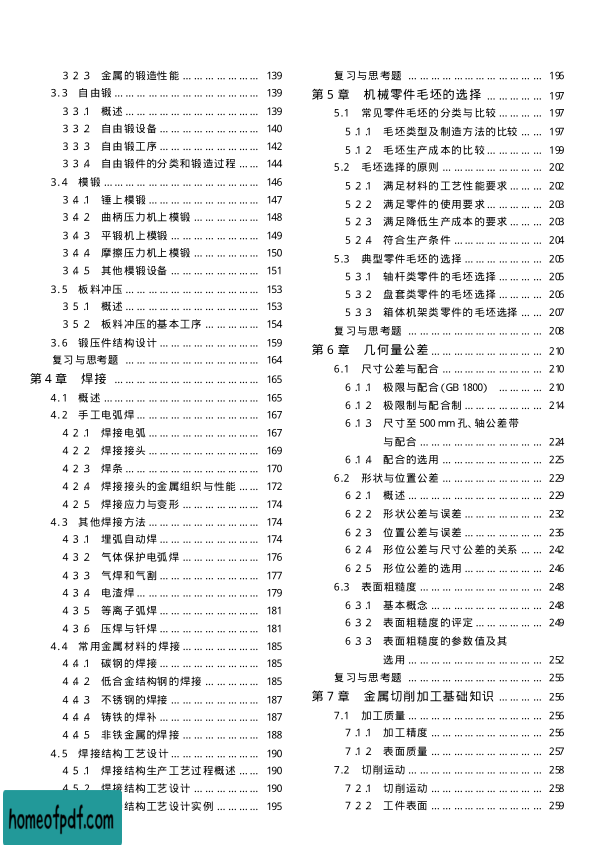 3.2.3 金属的锻造性能 ………………… 139
3.3 自由锻 ………………………… 139
3.3.1 概述 ……………………… 139
3.3.2 自由锻设备 ……………… 140
3.3.3 自由锻工序 ……………… 142
3.3.4 自由锻件的分类和锻造过程 …… 144
3.4 模锻 …………………………… 146
3.4.1 锤上模锻 ………………… 147
3.4.2 曲柄压力机上模锻 ………… 148
3.4.3 平锻机上模锻 …………… 149
3.4.4 摩擦压力机上模锻 ………… 150
3.4.5 其他模锻设备 …………… 151
3.5 板料冲压 ……………………… 153
3.5.1 概述 ……………………… 153
3.5.2 板料冲压的基本工序 ……… 154
3.6 锻压件结构设计 ……………… 159
复习与思考题 ……………………… 164
第4章 焊接 ……………………… 165
4.1 概述 …………………………… 165
4.2 手工电弧焊 …………………… 167
4.2.1 焊接电弧 ………………… 167
4.2.2 焊接接头 ………………… 169
4.2.3 焊条 ……………………… 170
4.2.4 焊接接头的金属组织与性能 …… 172
4.2.5 焊接应力与变形 …………… 174
4.3 其他焊接方法 ………………… 174
4.3.1 埋弧自动焊 ……………… 174
4.3.2 气体保护电弧焊 …………… 176
4.3.3 气焊和气割 ……………… 177
4.3.4 电渣焊 …………………… 179
4.3.5 等离子弧焊 ……………… 181
4.3.6 压焊与钎焊 ……………… 181
4.4 常用金属材料的焊接 ………… 185
4.4.1 碳钢的焊接 ……………… 185
4.4.2 低合金结构钢的焊接 ……… 185
4.4.3 不锈钢的焊接 …………… 187
4.4.4 铸铁的焊补 ……………… 187
4.4.5 非铁金属的焊接 …………… 188
4.5 焊接结构工艺设计 …………… 190
4.5.1 焊接结构生产工艺过程概述 …… 190
4.5.2 焊接结构工艺设计 ………… 190
结构工艺设计实例 ………… 195
homeofpdf.com
复习与思考题 ……………………… 196
第5章 机械零件毛坯的选择 ………… 197
5.1 常见零件毛坯的分类与比较 …… 197
5.1.1 毛坯类型及制造方法的比较 …… 197
5.1.2 毛坯生产成本的比较 ……… 199
5.2 毛坯选择的原则 ……………… 202
5.2.1 满足材料的工艺性能要求 …… 202
5.2.2 满足零件的使用要求 ……… 203
5.2.3 满足降低生产成本的要求 …… 203
5.2.4 符合生产条件 …………… 204
5.3 典型零件毛坯的选择 ………… 205
5.3.1 轴杆类零件的毛坯选择 …… 205
5.3.2 盘套类零件的毛坯选择 …… 206
5.3.3 箱体机架类零件的毛坯选择 … 207
复习与思考题 ……………………… 208
第6章 几何量公差 ………………… 210
6.1 尺寸公差与配合 ……………… 210
6.1.1 极限与配合(GB 1800) ……… 210
6.1.2 极限制与配合制 ………… 214
6.1.3 尺寸至 500 mm 孔、轴公差带
与配合 …………………… 224
6.1.4 配合的选用 ……………… 225
6.2 形状与位置公差 ……………… 229
6.2.1 概述 ……………………… 229
6.2.2 形状公差与误差 ………… 232
6.2.3 位置公差与误差 ………… 235
6.2.4 形位公差与尺寸公差的关系 … 242
6.2.5 形位公差的选用 ………… 246
6.3 表面粗糙度 …………………… 248
6.3.1 基本概念 ………………… 248
6.3.2 表面粗糙度的评定 ……… 249
6.3.3 表面粗糙度的参数值及其
选用 ……………………… 252
复习与思考题 ……………………… 255
第7章 金属切削加工基础知识 ……… 256
7.1 加工质量 ……………………… 256
7.1.1 加工精度 ………………… 256
7.1.2 表面质量 ………………… 257
7.2 切削运动 ……………………… 258
7.2.1 切削运动 ………………… 258
7.2.2 工件表面 ………………… 259